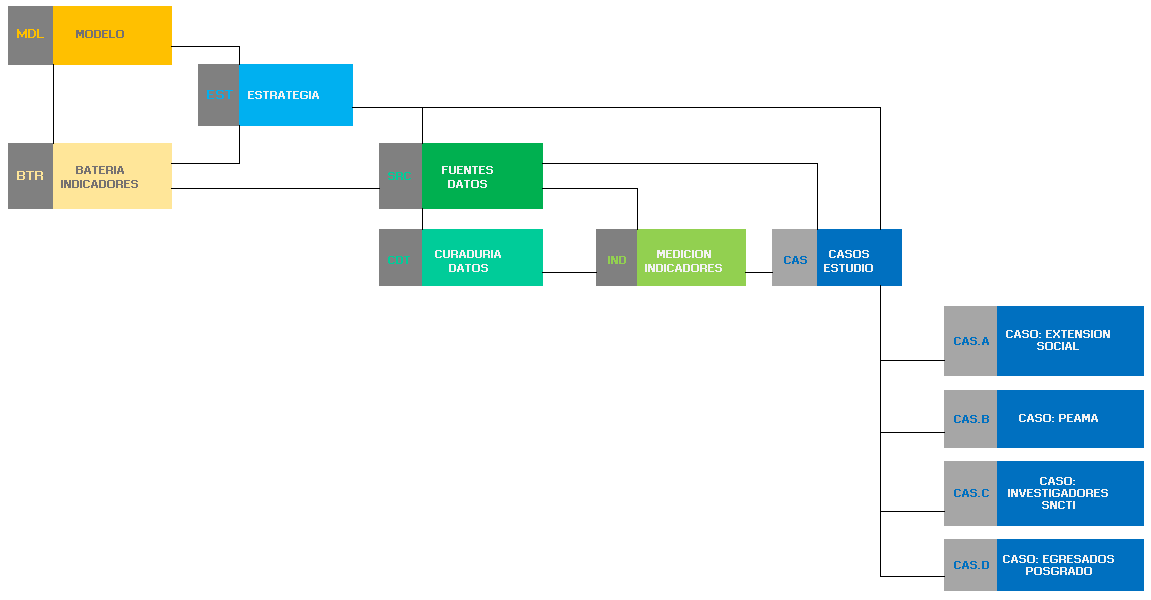 MDL
MODELO
EST
ESTRATEGIA
BTR
BATERIA
INDICADORES
SRC
FUENTES
DATOS
CDT
CURADURIA
DATOS
IND
MEDICION
INDICADORES
CAS
CASOS
ESTUDIO
CAS.A
CASO: EXTENSION
SOCIAL
CAS.B
CASO: PEAMA
CAS.C
CASO:
INVESTIGADORES
SNCTI
CAS.D
CASO: EGRESADOS
POSGRADO